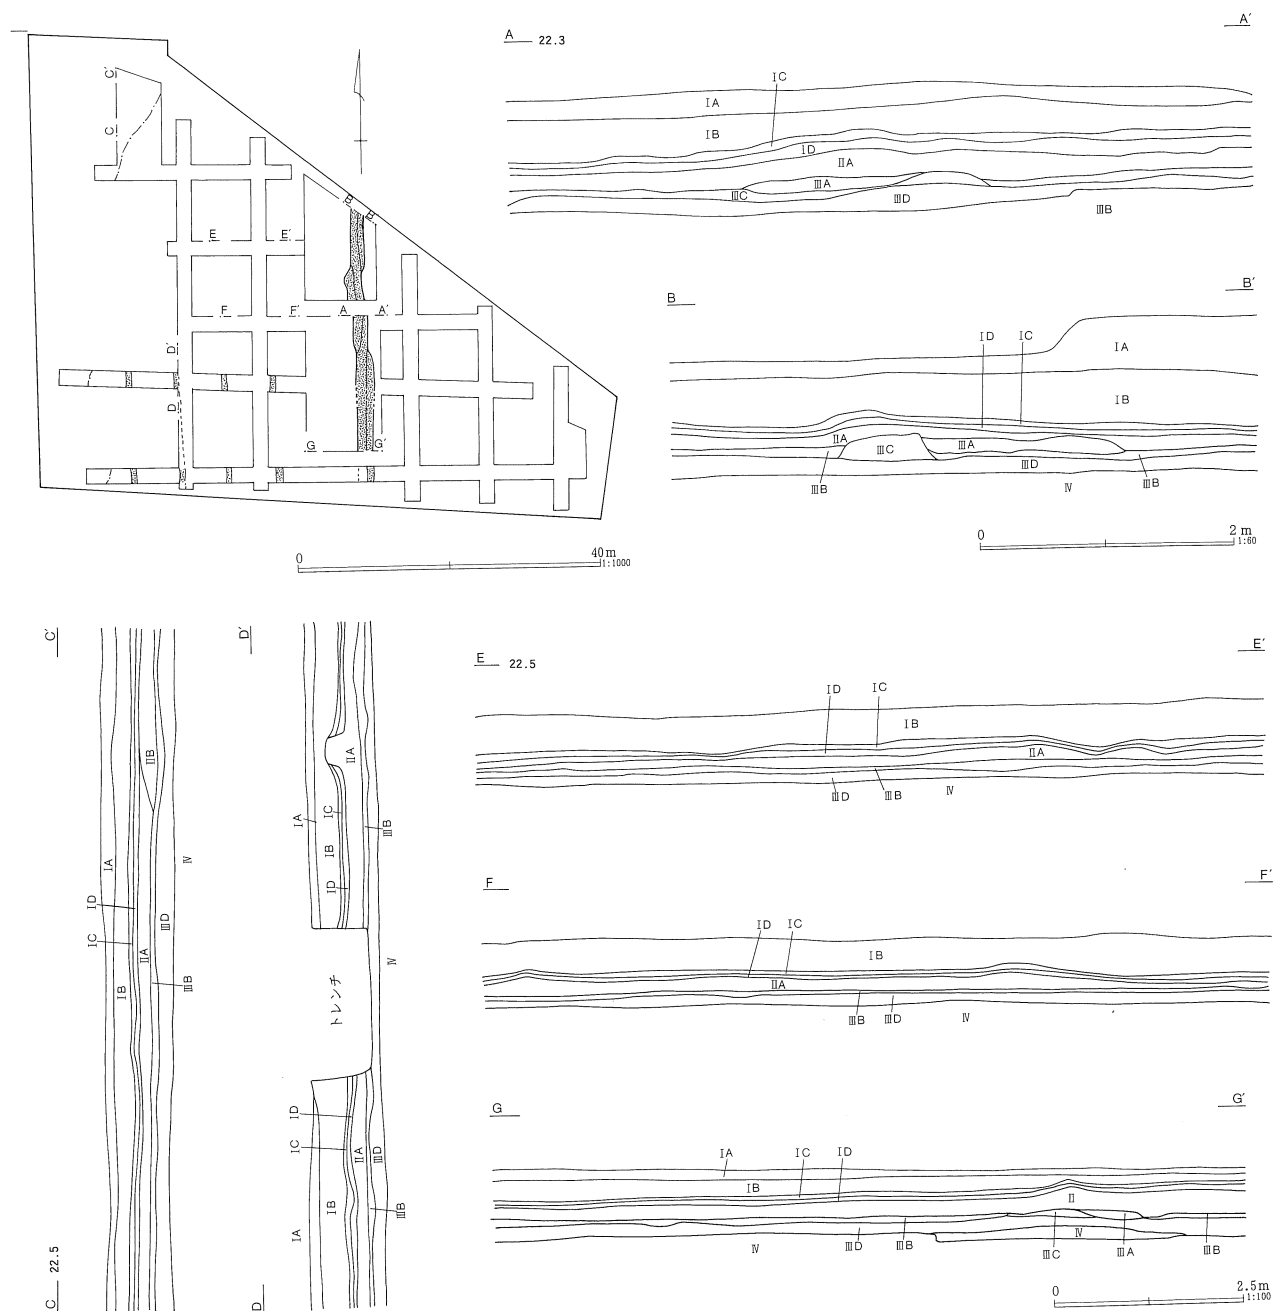 C′
C
E
E′
F
F′
A
A′
B
B′
D′
D
G
G′
0
40m
1:1000
A
22.3
A′
IC
IA
IB
ID
ⅡA
ⅢA
ⅢC
ⅢD
ⅢB
B
B′
ID
IC
IA
IB
ⅡA
ⅢC
ⅢA
ⅢD
ⅢB
Ⅳ
ⅢB
0
2m
1:60
C′
ⅡB
IA
Ⅳ
ID
IC
ⅡA
ⅢD
IB
ⅢB
C
22.5
D′
ⅡA
IA
IC
IB
ⅢB
ID
Ⅳ
トレンチ
ID
IC
ⅡA
ⅢD
IB
ⅢB
IA
D
E
22.5
E′
ID
IC
IB
ⅡA
ⅢD
ⅢB
Ⅳ
F
F′
ID
IC
IB
ⅡA
ⅢB
ⅢD
Ⅳ
G
G′
IA
IC
ID
IB
Ⅱ
Ⅳ
Ⅳ
ⅢD
ⅢB
ⅢC
ⅢA
ⅢB
0
2.5m
1:100